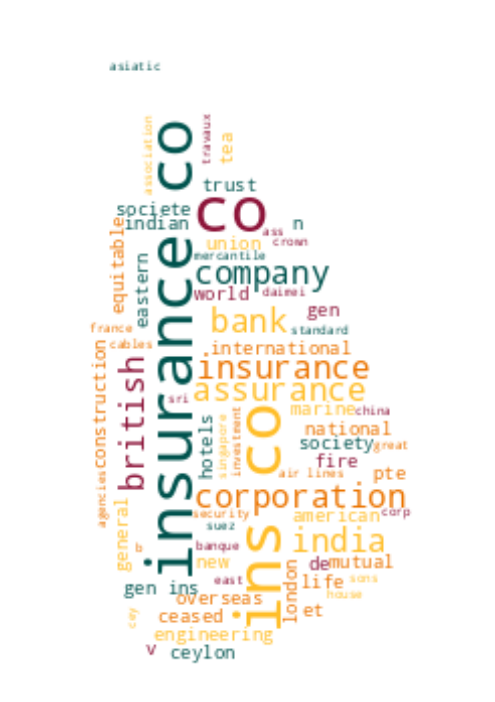 asiatic
association
travaux
tea
insurance co
trust
societe
co
indian
n
ass
equitable
union
crown
eastern
mercantile
company
world
daimei
gen
bank
france
standard
cables
international
construction
british
insurance
assurance
sri
marine
china
ins co
hotels
singapore
investment
national
society
great
fire
air lines
pte
agencies
corporation
general
security
american
corp
suez
india
b
banque
new
de
mutual
east
life
sons
gen ins
london
house
overseas
cey
ceased
et
engineering
v
ceylon